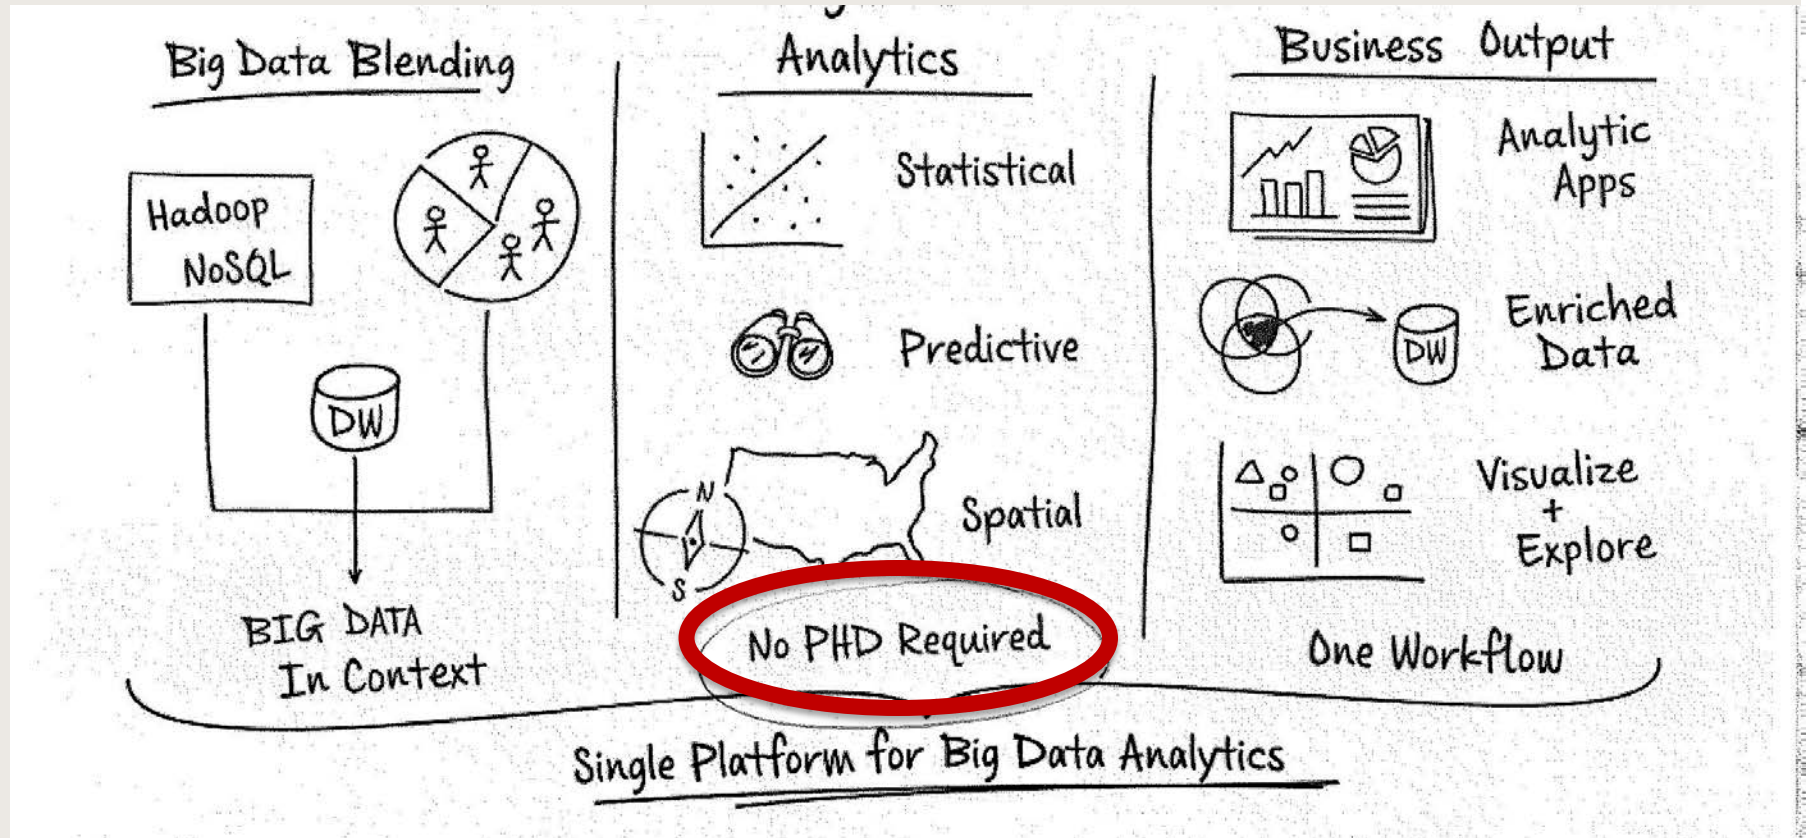 Big Data Blending
Hadoop
NoSQL
DW
BIG DATA
In Context
Analytics
Statistical
Predictive
N
S
Spatial
No PHD Required
Business Output
Analytic
Apps
DW
Enriched
Data
Visualize
+
Explore
One Workflow
Single Platform for Big Data Analytics